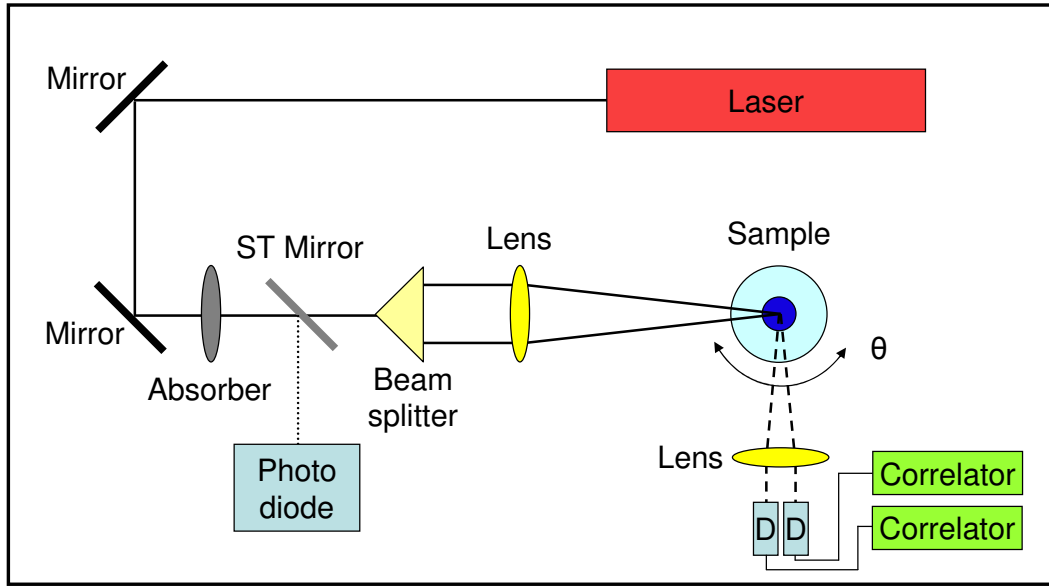 Mirror
Laser
ST Mirror
Lens
Sample
Mirror
θ
Absorber
Beam
splitter
Photo
diode
Lens
Correlator
D D
Correlator